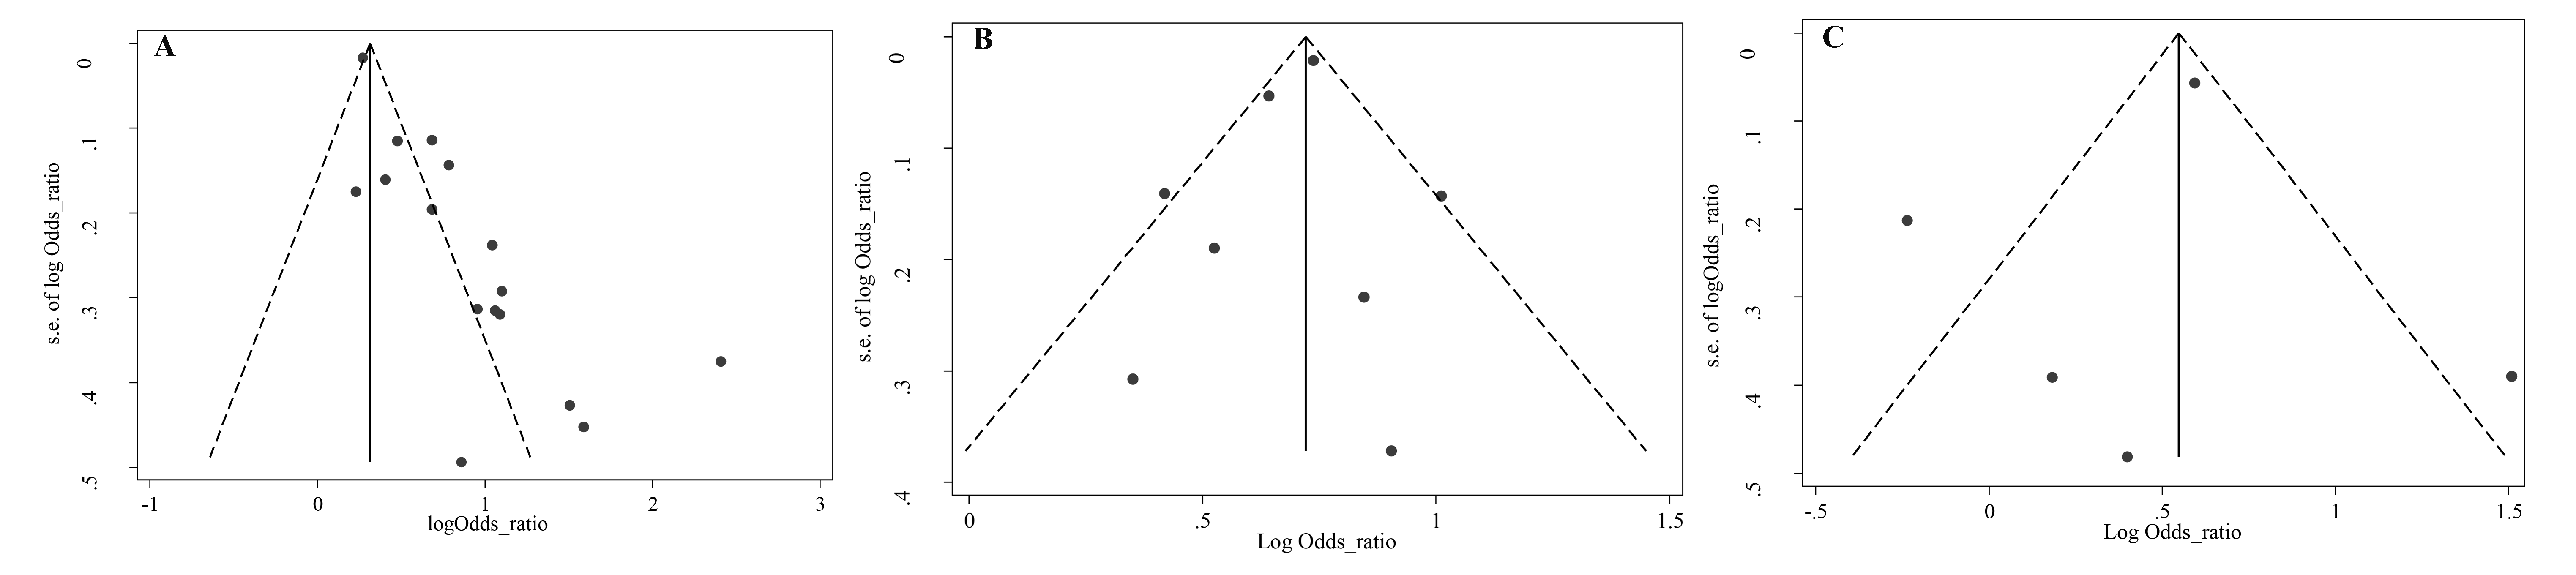 A
s.e. of log Odds_ratio
0
.1
.2
.3
.4
.5
-1 0 1 2 3
logOdds_ratio
B
s.e. of log Odds_ratio
0
.1
.2
.3
.4
0 .5 1 1.5
Log Odds_ratio
C
s.e. of logOdds_ratio
0
.1
.2
.3
.4
.5
-.5 0 .5 1 1.5
Log Odds_ratio